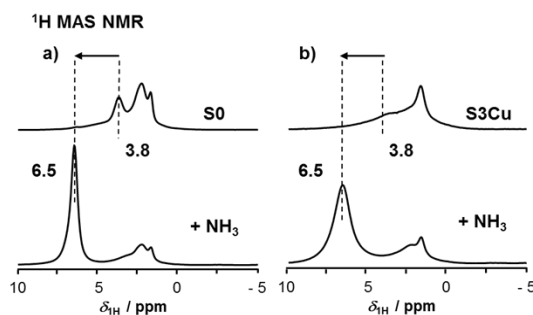 ¹H MAS NMR
a)
S0
3.8
6.5
+ NH₃
10 5 0 - 5
δ1H / ppm
b)
S3Cu
3.8
6.5
+ NH₃
10 5 0 - 5
δ1H / ppm